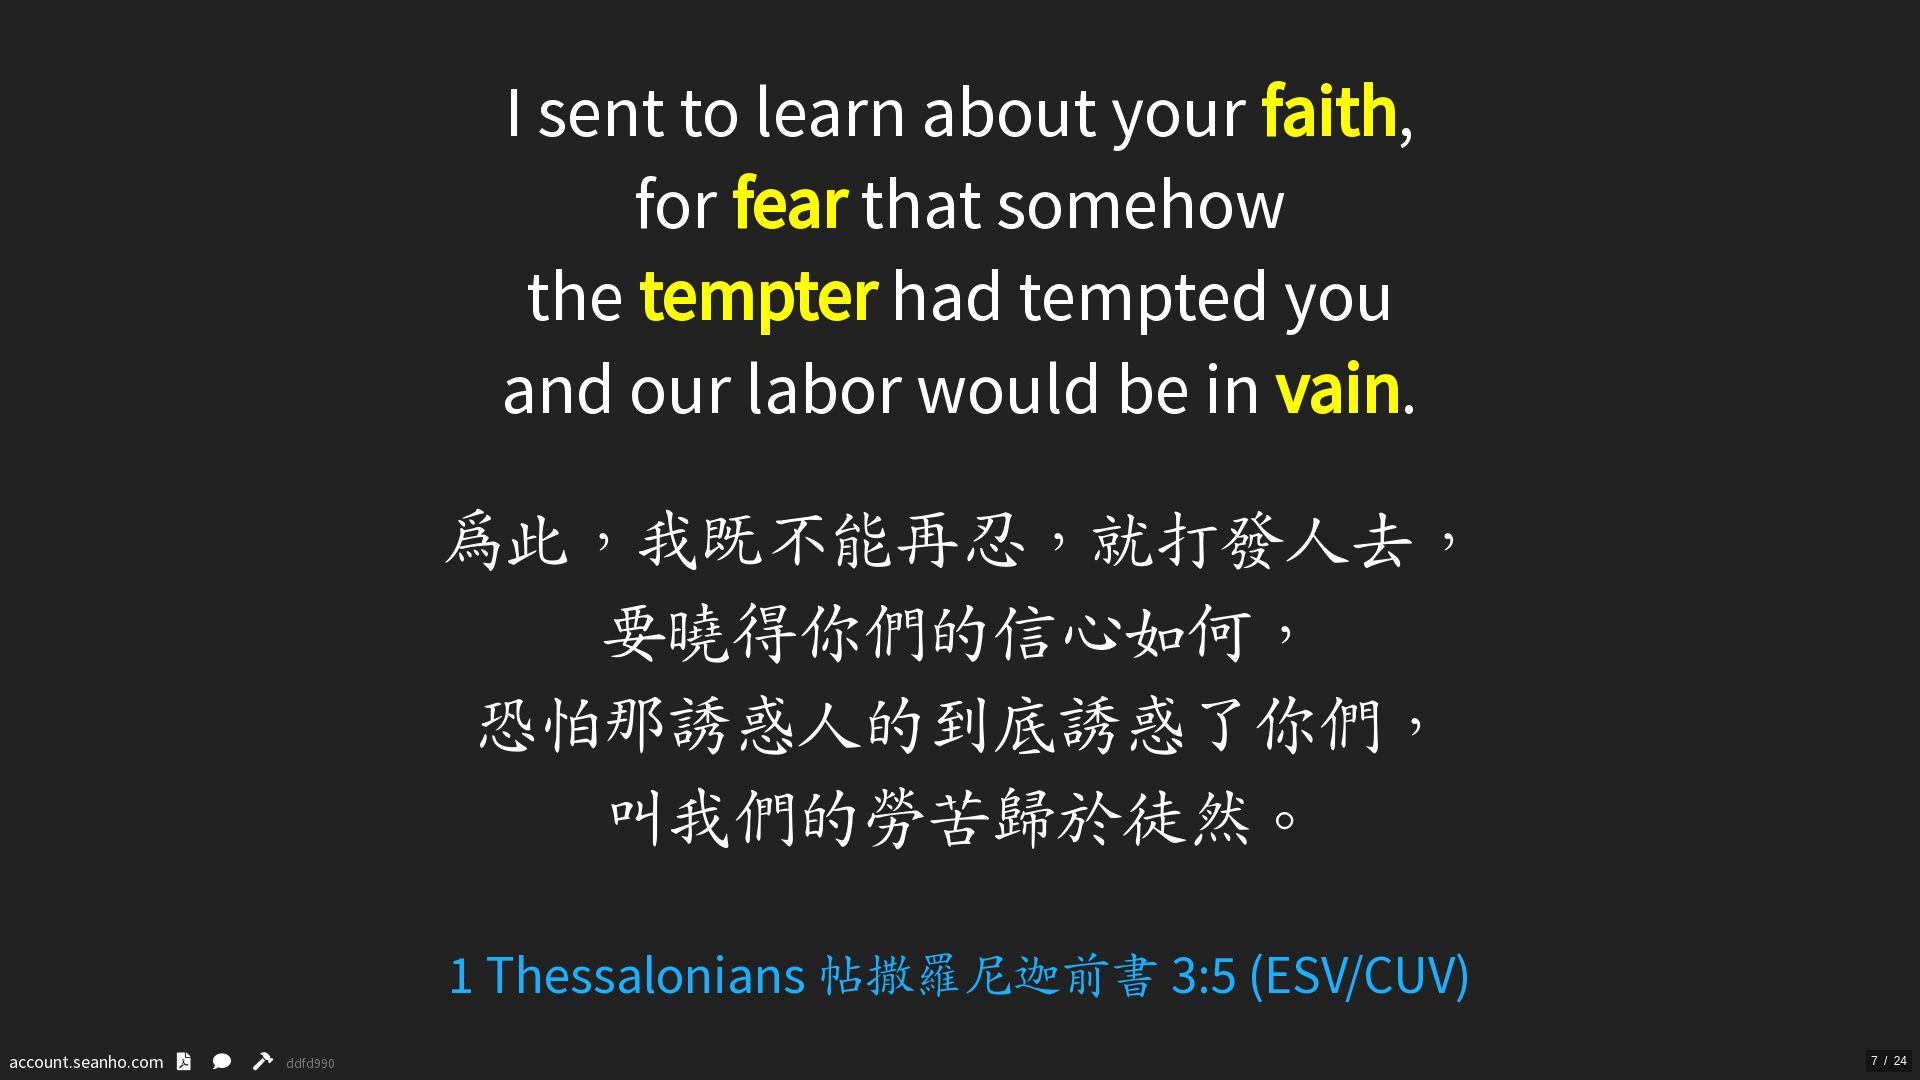 I sent to learn about your faith,
for fear that somehow
the tempter had tempted you
and our labor would be in vain.
爲此，我既不能再忍，就打發人去，
要曉得你們的信心如何，
恐怕那誘惑人的到底誘惑了你們，
叫我們的勞苦歸於徒然。
1 Thessalonians 帖撒羅尼迦前書 3:5 (ESV/CUV)
account.seanho.com ddfd990
7 / 24